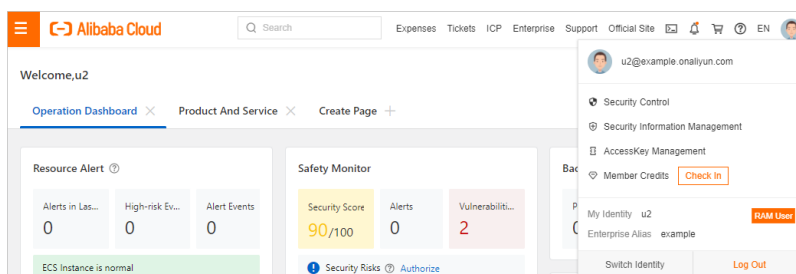 Alibaba Cloud
Search
Expenses Tickets ICP Enterprise Support Official Site EN
u2@example.onaliyun.com
Welcome,u2
Operation Dashboard Product And Service Create Page
Security Control
Security Information Management
AccessKey Management
Member Credits Check In
My Identity u2 RAM User
Enterprise Alias example
Switch Identity Log Out
Resource Alert
Alerts in Las... High-risk Ev... Alert Events
0 0 0
ECS Instance is normal
Safety Monitor
Security Score Alerts Vulnerabiliti...
90/100 0 2
Security Risks Authorize